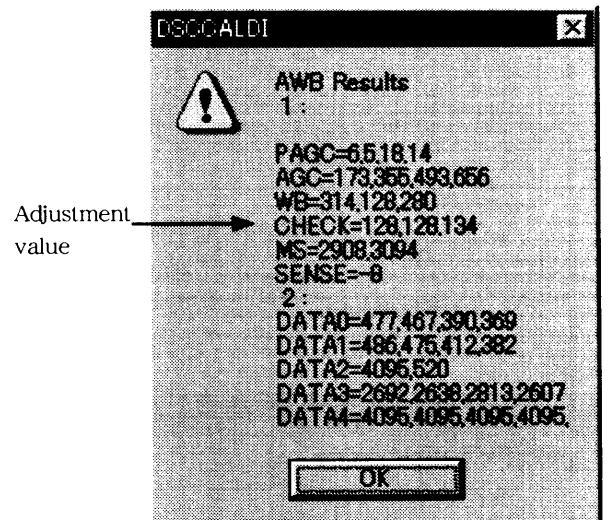 DSCCALDI
AWB Results
1 :
PAGC=6,5,18,14
AGC=173,355,493,656
WB=314,128,280
CHECK=128,128,134
MS=2908,3094
SENSE=-8
2 :
DATA0=477,467,390,369
DATA1=486,475,412,382
DATA2=4095,520
DATA3=2692,2638,2813,2607
DATA4=4095,4095,4095,4095,
OK
Adjustment
value